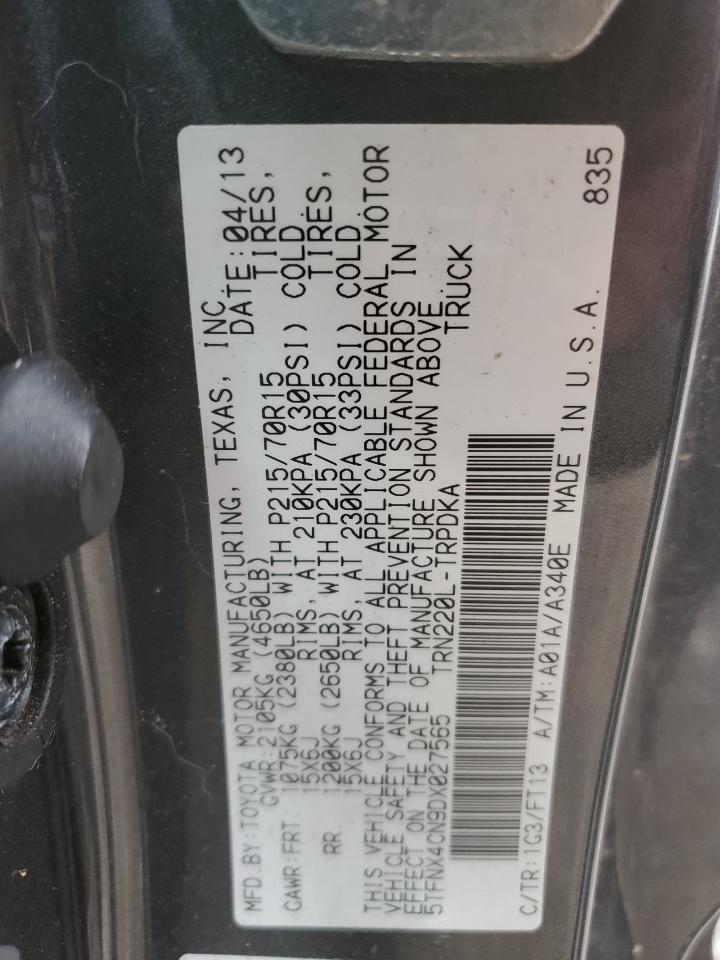 MFD.BY:TOYOTA MOTOR MANUFACTURING, TEXAS, INC.
GVWR:2105KG (4650LB) DATE:04/13
GAWR:FRT. 1075KG (2380LB) WITH P215/70R15 TIRES,
15X6J RIMS, AT 210KPA (30PSI) COLD
RR. 1200KG (2650LB) WITH P215/70R15 TIRES,
15X6J RIMS, AT 230KPA (33PSI) COLD
THIS VEHICLE CONFORMS TO ALL APPLICABLE FEDERAL MOTOR
VEHICLE SAFETY AND THEFT PREVENTION STANDARDS IN
EFFECT ON THE DATE OF MANUFACTURE SHOWN ABOVE.
5TFNX4CN9DX027565 TRN220L-TRPDKA TRUCK
C/TR:1G3/FT13 A/TM:A01A/A340E MADE IN U.S.A. 835